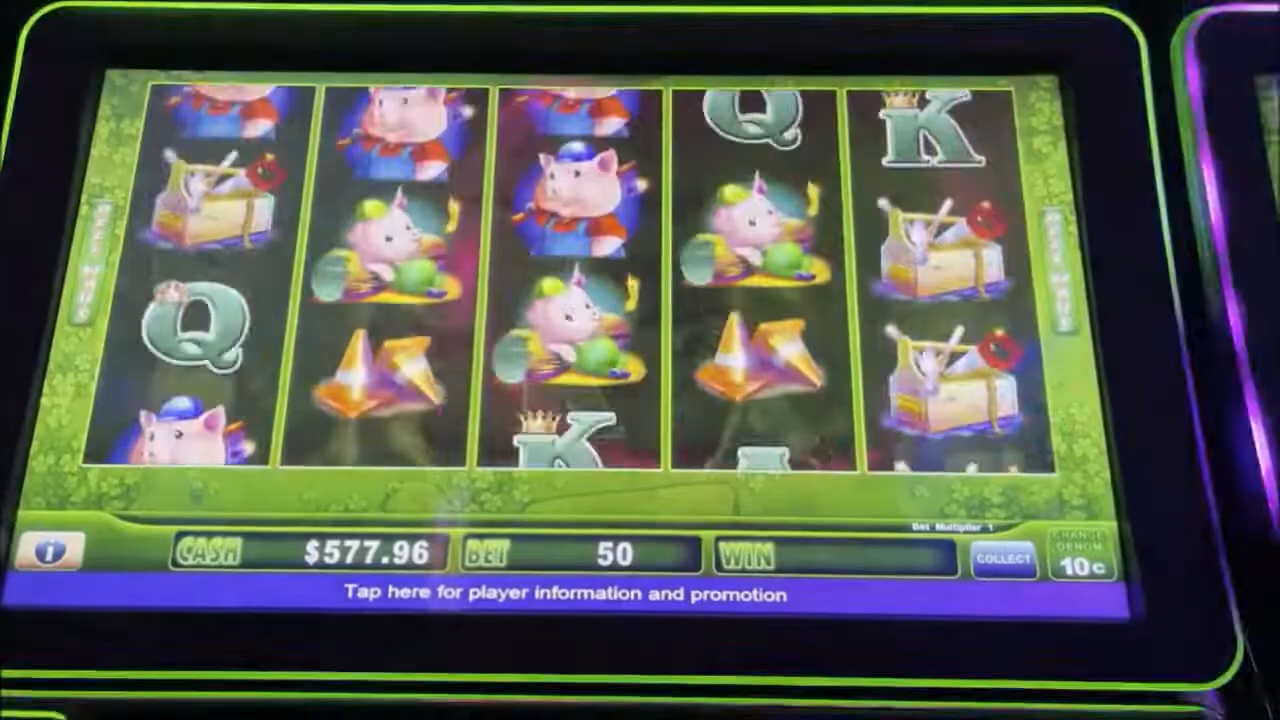 Q
K
Q
K
Bet Multiplier 1
CASH $577.96 BET 50 WIN COLLECT
CHANGE
DENOM
10¢
Tap here for player information and promotion